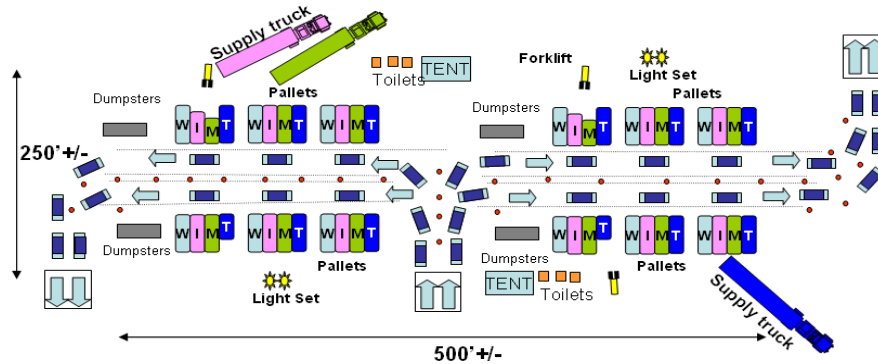 Supply truck
Forklift
Light Set
Toilets
TENT
Dumpsters
Pallets
Dumpsters
Pallets
W I M T
W I M T
W I M T
W I M T
W I M T
W I M T
250'+/-
W I M T
W I M T
W I M T
W I M T
W I M T
W I M T
Dumpsters
Pallets
Dumpsters
Pallets
Light Set
TENT
Toilets
Supply truck
500'+/-